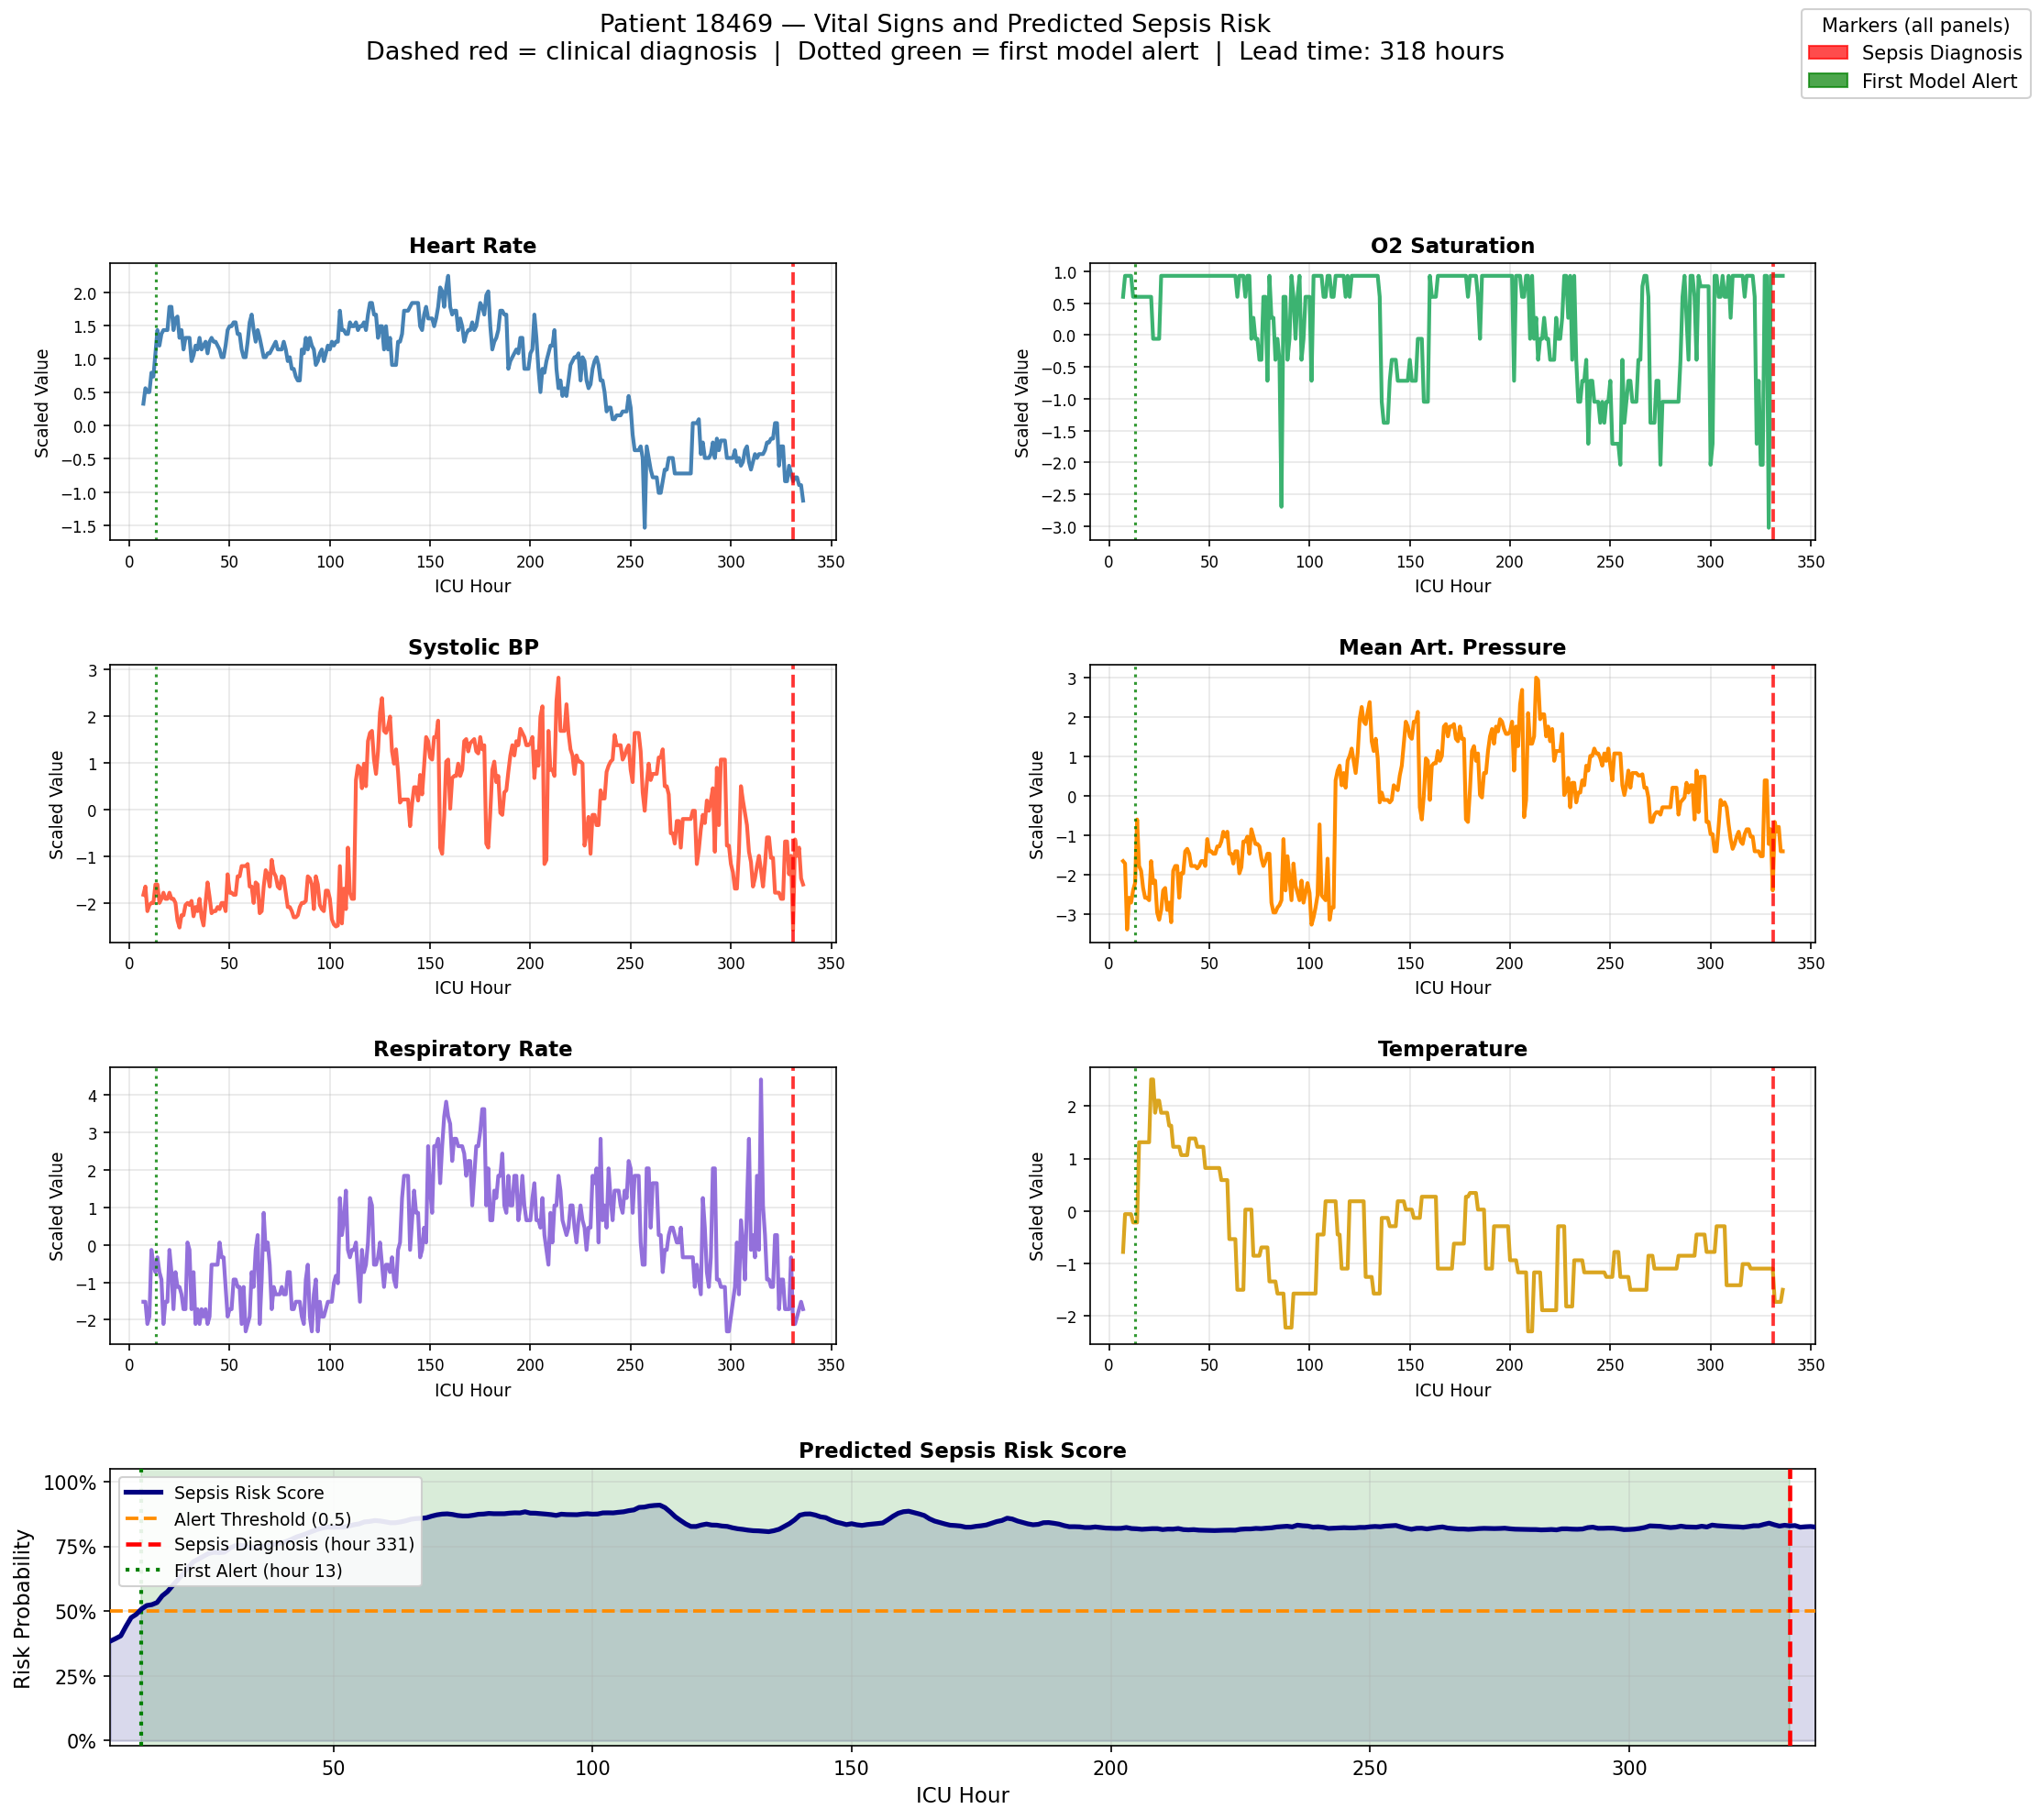 Patient 18469 — Vital Signs and Predicted Sepsis Risk
Dashed red = clinical diagnosis | Dotted green = first model alert | Lead time: 318 hours
Markers (all panels)
Sepsis Diagnosis
First Model Alert
Heart Rate
Scaled Value
2.0
1.5
1.0
0.5
0.0
−0.5
−1.0
−1.5
0 50 100 150 200 250 300 350
ICU Hour
O2 Saturation
Scaled Value
1.0
0.5
0.0
−0.5
−1.0
−1.5
−2.0
−2.5
−3.0
0 50 100 150 200 250 300 350
ICU Hour
Systolic BP
Scaled Value
3
2
1
0
−1
−2
0 50 100 150 200 250 300 350
ICU Hour
Mean Art. Pressure
Scaled Value
3
2
1
0
−1
−2
−3
0 50 100 150 200 250 300 350
ICU Hour
Respiratory Rate
Scaled Value
4
3
2
1
0
−1
−2
0 50 100 150 200 250 300 350
ICU Hour
Temperature
Scaled Value
2
1
0
−1
−2
0 50 100 150 200 250 300 350
ICU Hour
Predicted Sepsis Risk Score
Risk Probability
100%
75%
50%
25%
0%
Sepsis Risk Score
Alert Threshold (0.5)
Sepsis Diagnosis (hour 331)
First Alert (hour 13)
50 100 150 200 250 300
ICU Hour